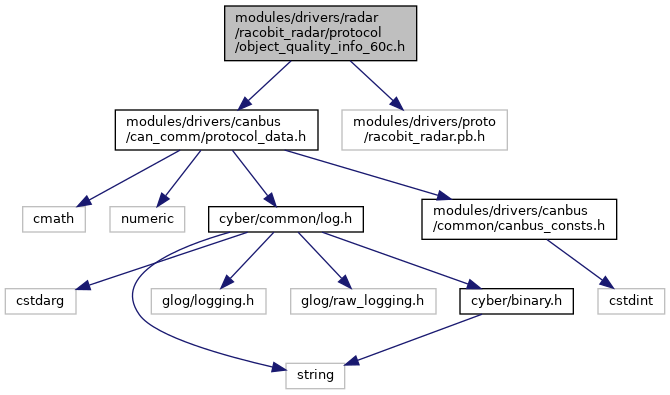 modules/drivers/radar
/racobit_radar/protocol
/object_quality_info_60c.h
modules/drivers/canbus
/can_comm/protocol_data.h
modules/drivers/proto
/racobit_radar.pb.h
cmath
numeric
cyber/common/log.h
modules/drivers/canbus
/common/canbus_consts.h
cstdarg
glog/logging.h
glog/raw_logging.h
cyber/binary.h
cstdint
string